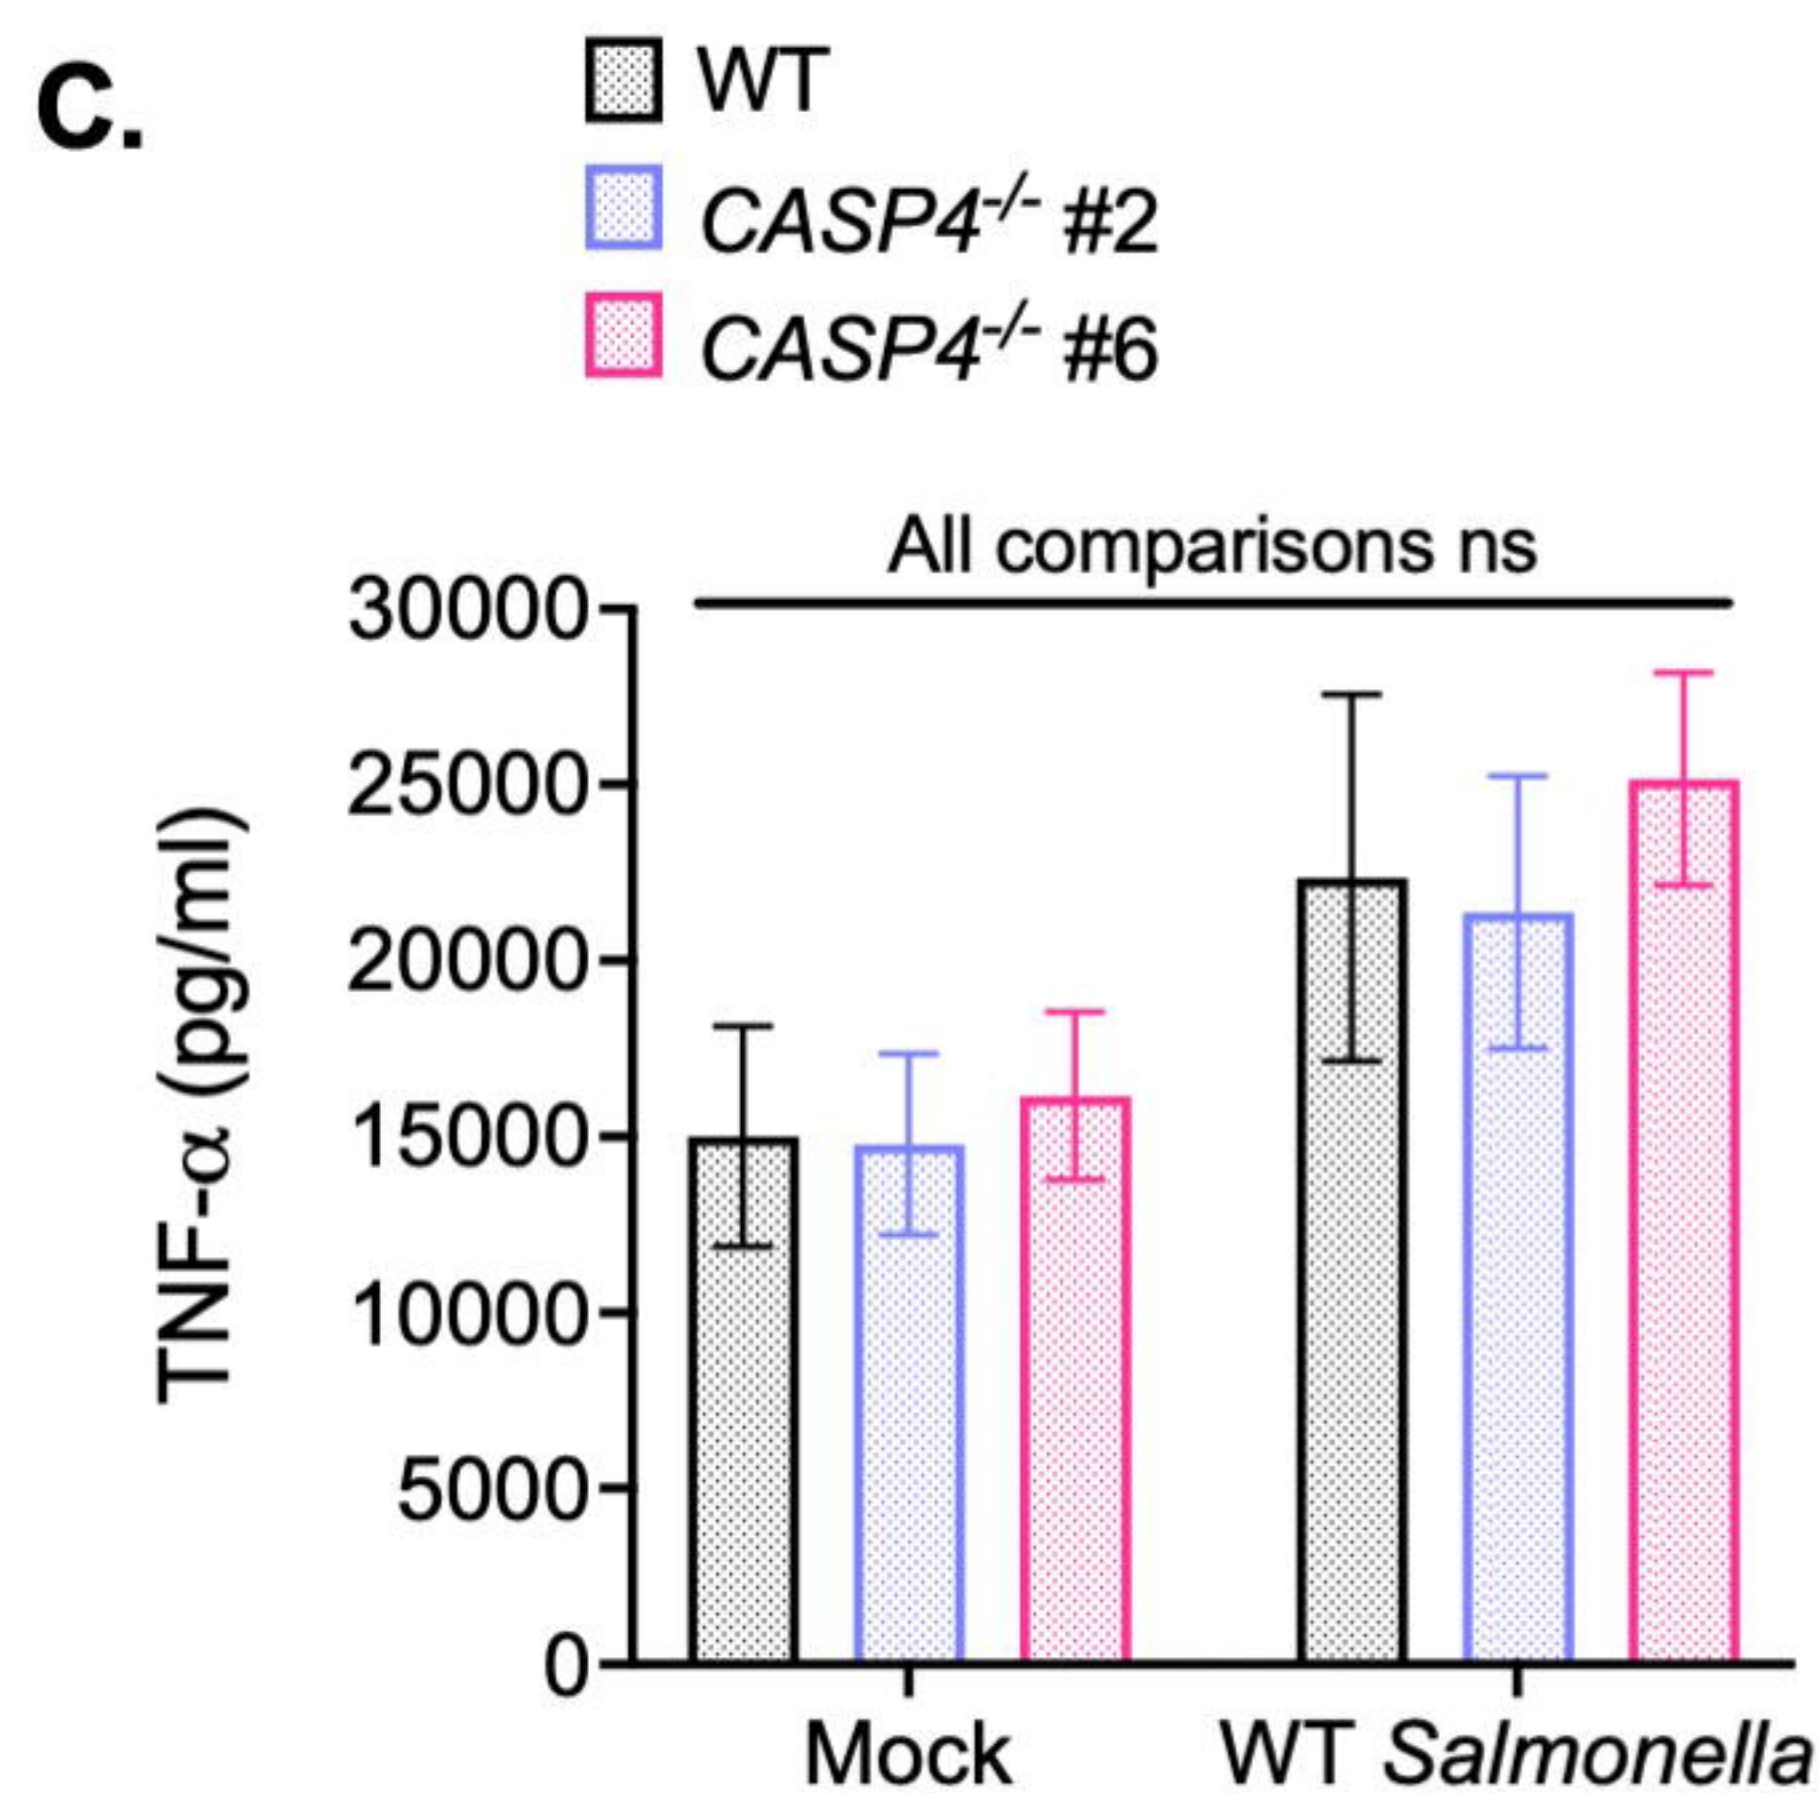 C.
WT
CASP4-/- #2
CASP4-/- #6
All comparisons ns
TNF-α (pg/ml)
30000
25000
20000
15000
10000
5000
0
Mock
WT Salmonella